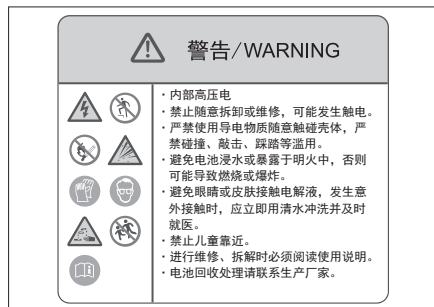 警告/WARNING
·内部高压电
·禁止随意拆卸或维修，可能发生触电。
·严禁使用导电物质随意触碰壳体，严
禁碰撞、敲击、踩踏等滥用。
·避免电池浸水或暴露于明火中，否则
可能导致燃烧或爆炸。
·避免眼睛或皮肤接触电解液，发生意
外接触时，应立即用清水冲洗并及时
就医。
·禁止儿童靠近。
·进行维修、拆解时必须阅读使用说明。
·电池回收处理请联系生产厂家。